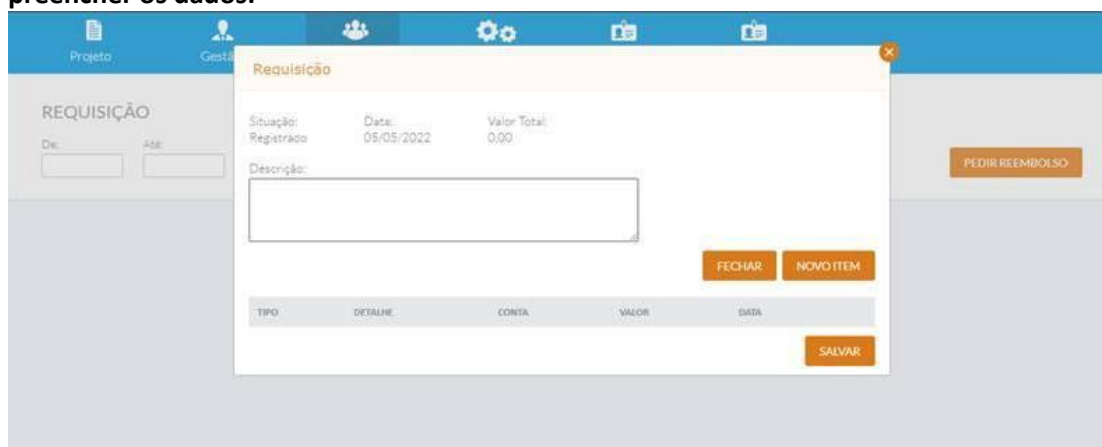 preencher os dados.
Projeto
Gestã
Requisição
REQUISIÇÃO
De:
Até:
Situação:
Data:
Valor Total:
Registrado
05/05/2022
0,00
PEDIR REEMBOLSO
Descrição:
FECHAR
NOVO ITEM
TIPO
DETALHE
CONTA
VALOR
DATA
SALVAR